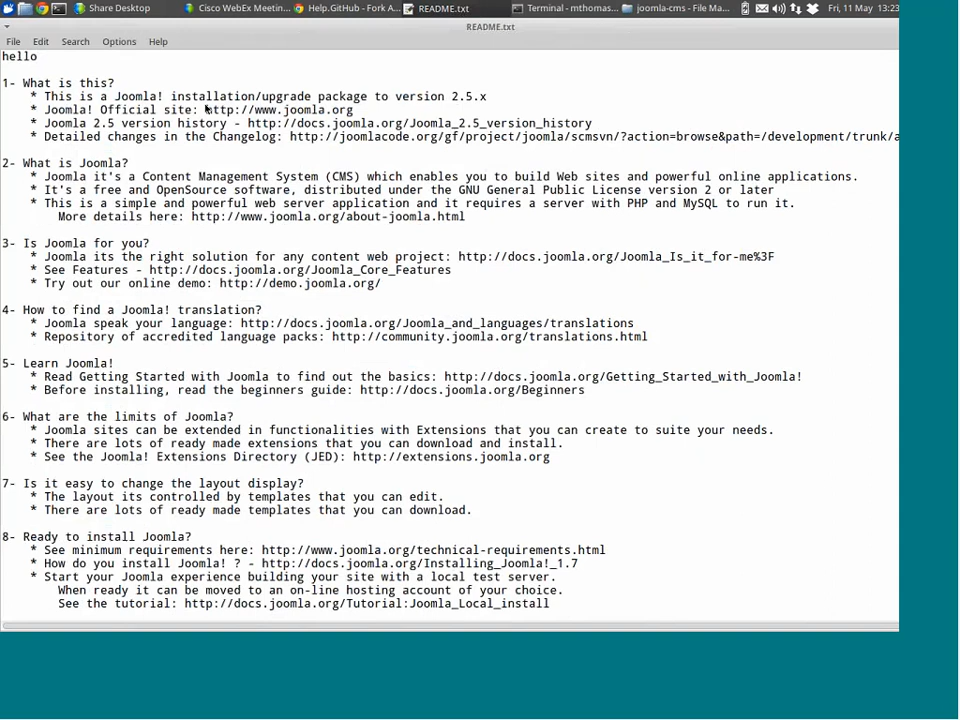 Share Desktop
Cisco WebEx Meetin...
Help.GitHub - Fork A...
README.txt
Terminal - mthomas...
joomla-cms - File Ma...
Fri, 11 May 13:23
README.txt
File Edit Search Options Help
hello
1- What is this?
* This is a Joomla! installation/upgrade package to version 2.5.x
* Joomla! Official site: http://www.joomla.org
* Joomla 2.5 version history - http://docs.joomla.org/Joomla_2.5_version_history
* Detailed changes in the Changelog: http://joomlacode.org/gf/project/joomla/scmsvn/?action=browse&path=/development/trunk/a
2- What is Joomla?
* Joomla it's a Content Management System (CMS) which enables you to build Web sites and powerful online applications.
* It's a free and OpenSource software, distributed under the GNU General Public License version 2 or later
* This is a simple and powerful web server application and it requires a server with PHP and MySQL to run it.
More details here: http://www.joomla.org/about-joomla.html
3- Is Joomla for you?
* Joomla its the right solution for any content web project: http://docs.joomla.org/Joomla_Is_it_for-me%3F
* See Features - http://docs.joomla.org/Joomla_Core_Features
* Try out our online demo: http://demo.joomla.org/
4- How to find a Joomla! translation?
* Joomla speak your language: http://docs.joomla.org/Joomla_and_languages/translations
* Repository of accredited language packs: http://community.joomla.org/translations.html
5- Learn Joomla!
* Read Getting Started with Joomla to find out the basics: http://docs.joomla.org/Getting_Started_with_Joomla!
* Before installing, read the beginners guide: http://docs.joomla.org/Beginners
6- What are the limits of Joomla?
* Joomla sites can be extended in functionalities with Extensions that you can create to suite your needs.
* There are lots of ready made extensions that you can download and install.
* See the Joomla! Extensions Directory (JED): http://extensions.joomla.org
7- Is it easy to change the layout display?
* The layout its controlled by templates that you can edit.
* There are lots of ready made templates that you can download.
8- Ready to install Joomla?
* See minimum requirements here: http://www.joomla.org/technical-requirements.html
* How do you install Joomla! ? - http://docs.joomla.org/Installing_Joomla!_1.7
* Start your Joomla experience building your site with a local test server.
When ready it can be moved to an on-line hosting account of your choice.
See the tutorial: http://docs.joomla.org/Tutorial:Joomla_Local_install